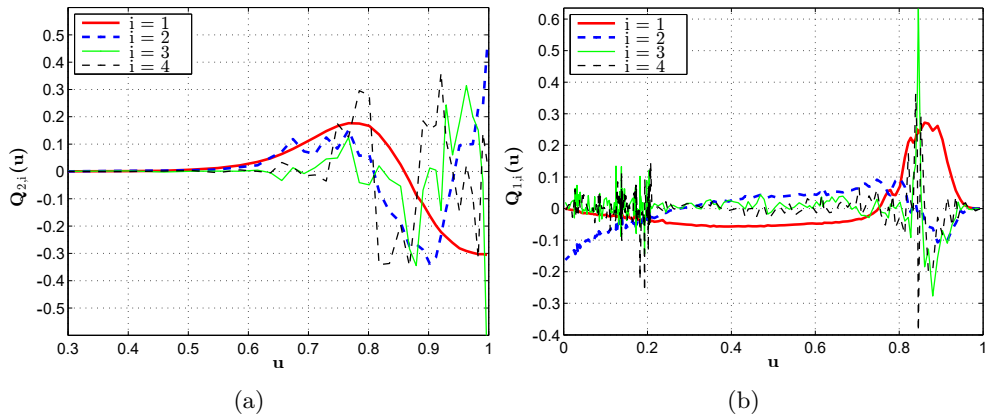 i = 1
i = 2
i = 3
i = 4
0.5
0.4
0.3
0.2
0.1
0
-0.1
-0.2
-0.3
-0.4
-0.5
Q2,i(u)
0.3 0.4 0.5 0.6 0.7 0.8 0.9 1
u
(a)
i = 1
i = 2
i = 3
i = 4
0.6
0.5
0.4
0.3
0.2
0.1
0
-0.1
-0.2
-0.3
-0.4
Q1,i(u)
0 0.2 0.4 0.6 0.8 1
u
(b)